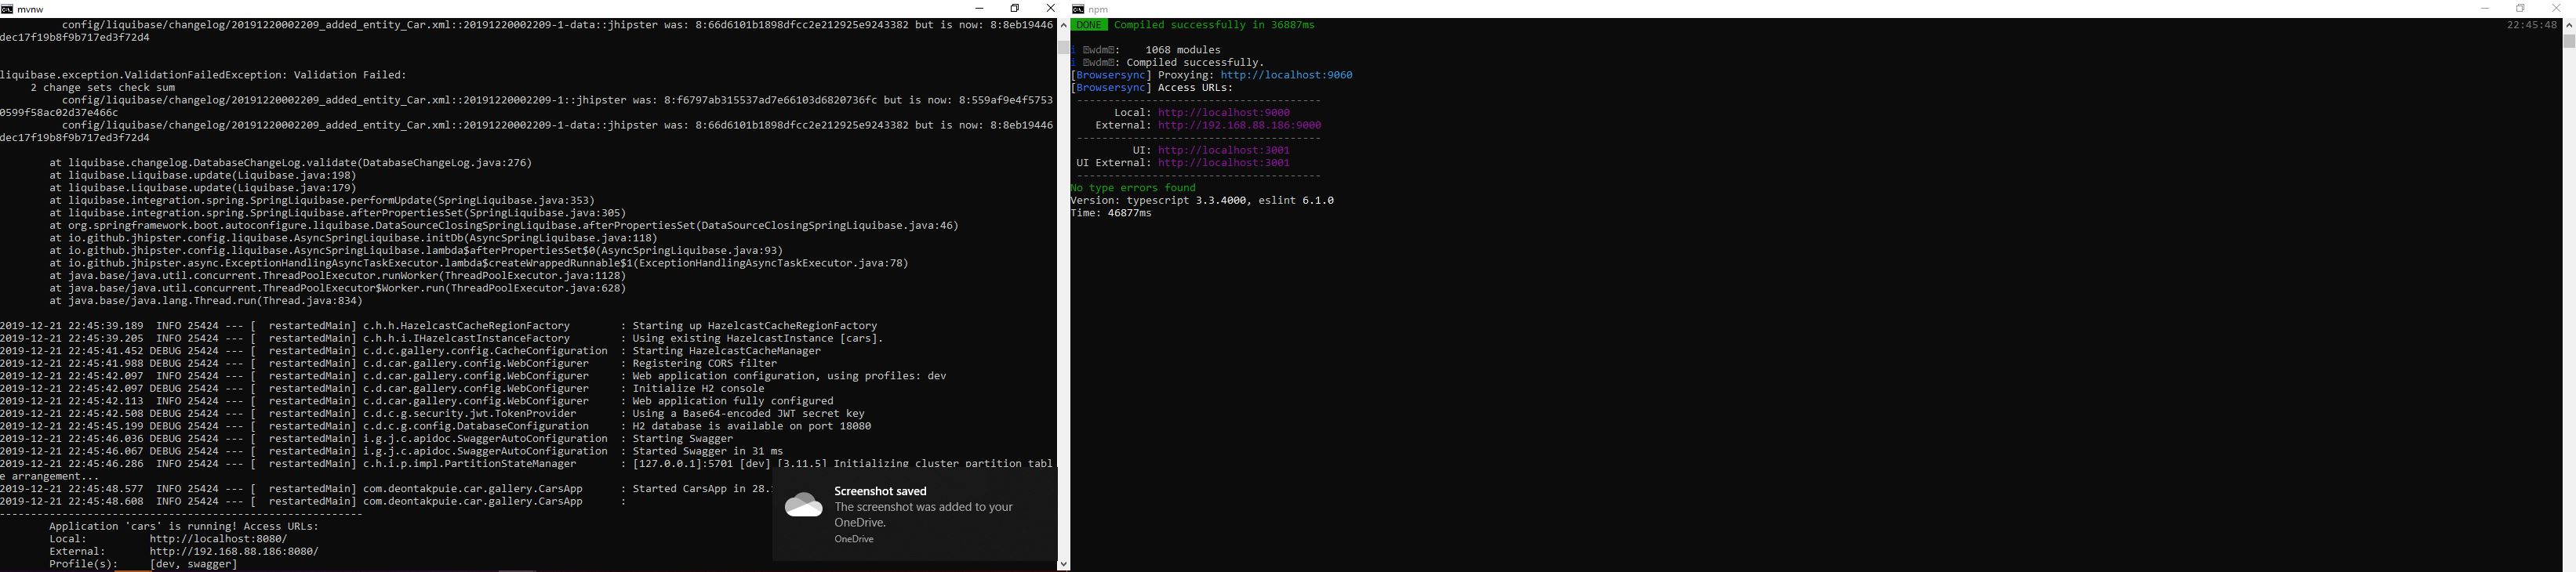 mvnw
config/liquibase/changelog/20191220002209_added_entity_Car.xml::20191220002209-1-data::jhipster was: 8:66d6101b1898dfcc2e212925e9243382 but is now: 8:8eb19446
dec17f19b8f9b717ed3f72d4
liquibase.exception.ValidationFailedException: Validation Failed:
2 change sets check sum
config/liquibase/changelog/20191220002209_added_entity_Car.xml::20191220002209-1::jhipster was: 8:f6797ab315537ad7e66103d6820736fc but is now: 8:559af9e4f5753
0599f58ac02d37e466c
config/liquibase/changelog/20191220002209_added_entity_Car.xml::20191220002209-1-data::jhipster was: 8:66d6101b1898dfcc2e212925e9243382 but is now: 8:8eb19446
dec17f19b8f9b717ed3f72d4
at liquibase.changelog.DatabaseChangeLog.validate(DatabaseChangeLog.java:276)
at liquibase.Liquibase.update(Liquibase.java:198)
at liquibase.Liquibase.update(Liquibase.java:179)
at liquibase.integration.spring.SpringLiquibase.performUpdate(SpringLiquibase.java:353)
at liquibase.integration.spring.SpringLiquibase.afterPropertiesSet(SpringLiquibase.java:305)
at org.springframework.boot.autoconfigure.liquibase.DataSourceClosingSpringLiquibase.afterPropertiesSet(DataSourceClosingSpringLiquibase.java:46)
at io.github.jhipster.config.liquibase.AsyncSpringLiquibase.initDb(AsyncSpringLiquibase.java:118)
at io.github.jhipster.config.liquibase.AsyncSpringLiquibase.lambda$afterPropertiesSet$0(AsyncSpringLiquibase.java:93)
at io.github.jhipster.async.ExceptionHandlingAsyncTaskExecutor.lambda$createWrappedRunnable$1(ExceptionHandlingAsyncTaskExecutor.java:78)
at java.base/java.util.concurrent.ThreadPoolExecutor.runWorker(ThreadPoolExecutor.java:1128)
at java.base/java.util.concurrent.ThreadPoolExecutor$Worker.run(ThreadPoolExecutor.java:628)
at java.base/java.lang.Thread.run(Thread.java:834)
2019-12-21 22:45:39.189  INFO 25424 --- [  restartedMain] c.h.h.HazelcastCacheRegionFactory : Starting up HazelcastCacheRegionFactory
2019-12-21 22:45:39.205  INFO 25424 --- [  restartedMain] c.h.h.i.IHazelcastInstanceFactory : Using existing HazelcastInstance [cars].
2019-12-21 22:45:41.452 DEBUG 25424 --- [  restartedMain] c.d.c.gallery.config.CacheConfiguration : Starting HazelcastCacheManager
2019-12-21 22:45:41.988 DEBUG 25424 --- [  restartedMain] c.d.car.gallery.config.WebConfigurer : Registering CORS filter
2019-12-21 22:45:42.097  INFO 25424 --- [  restartedMain] c.d.car.gallery.config.WebConfigurer : Web application configuration, using profiles: dev
2019-12-21 22:45:42.097 DEBUG 25424 --- [  restartedMain] c.d.car.gallery.config.WebConfigurer : Initialize H2 console
2019-12-21 22:45:42.113  INFO 25424 --- [  restartedMain] c.d.car.gallery.config.WebConfigurer : Web application fully configured
2019-12-21 22:45:42.508 DEBUG 25424 --- [  restartedMain] c.d.c.g.security.jwt.TokenProvider : Using a Base64-encoded JWT secret key
2019-12-21 22:45:45.199 DEBUG 25424 --- [  restartedMain] c.d.c.g.config.DatabaseConfiguration : H2 database is available on port 18080
2019-12-21 22:45:46.036 DEBUG 25424 --- [  restartedMain] i.g.j.c.apidoc.SwaggerAutoConfiguration : Starting Swagger
2019-12-21 22:45:46.067 DEBUG 25424 --- [  restartedMain] i.g.j.c.apidoc.SwaggerAutoConfiguration : Started Swagger in 31 ms
2019-12-21 22:45:46.286  INFO 25424 --- [  restartedMain] c.h.i.p.impl.PartitionStateManager : [127.0.0.1]:5701 [dev] [3.11.5] Initializing cluster partition tabl
e arrangement...
2019-12-21 22:45:48.577  INFO 25424 --- [  restartedMain] com.deontakpuie.car.gallery.CarsApp : Started CarsApp in 28.
2019-12-21 22:45:48.608  INFO 25424 --- [  restartedMain] com.deontakpuie.car.gallery.CarsApp :
----------------------------------------------------------
Application 'cars' is running! Access URLs:
Local: http://localhost:8080/
External: http://192.168.88.186:8080/
Profile(s): [dev, swagger]
Screenshot saved
The screenshot was added to your
OneDrive.
OneDrive
npm
DONE Compiled successfully in 36887ms 22:45:48
i ｢wdm｣: 1068 modules
i ｢wdm｣: Compiled successfully.
[Browsersync] Proxying: http://localhost:9060
[Browsersync] Access URLs:
---------------------------------------
Local: http://localhost:9000
External: http://192.168.88.186:9000
---------------------------------------
UI: http://localhost:3001
UI External: http://localhost:3001
---------------------------------------
No type errors found
Version: typescript 3.3.4000, eslint 6.1.0
Time: 46877ms